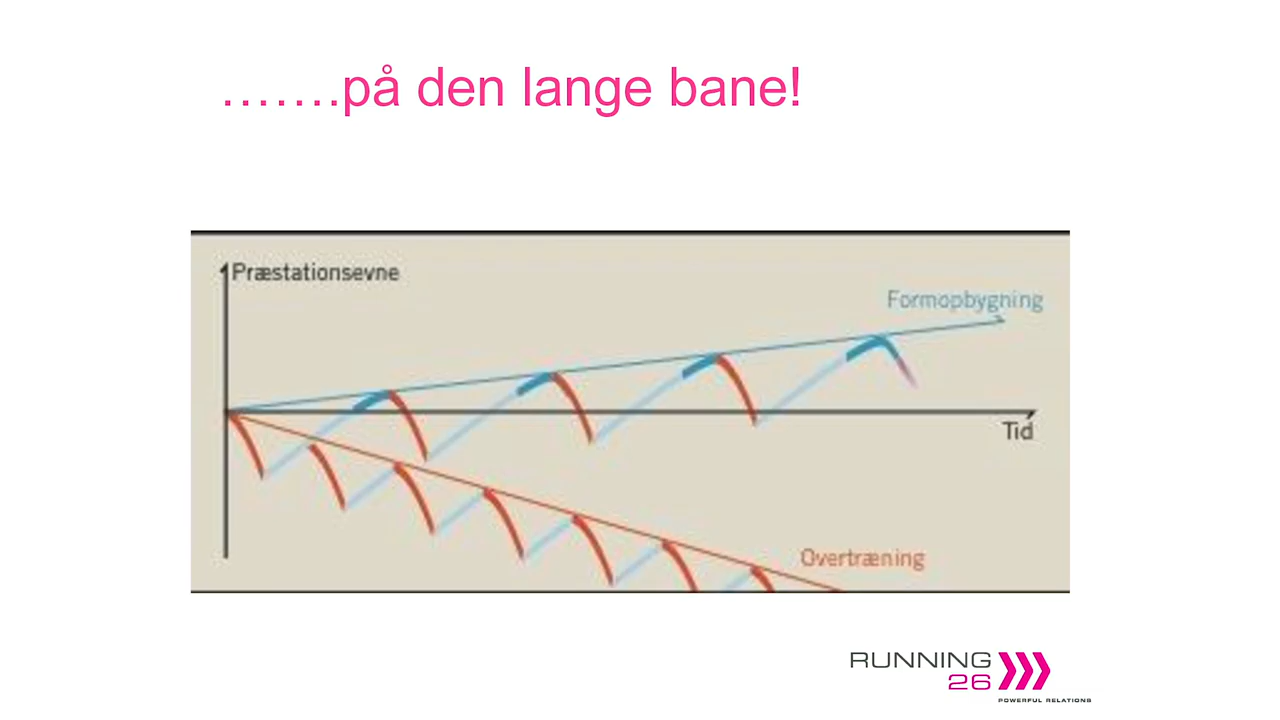 …….på den lange bane!
Præstationsevne
Formopbygning
Tid
Overtræning
RUNNING
26
POWERFUL RELATIONS